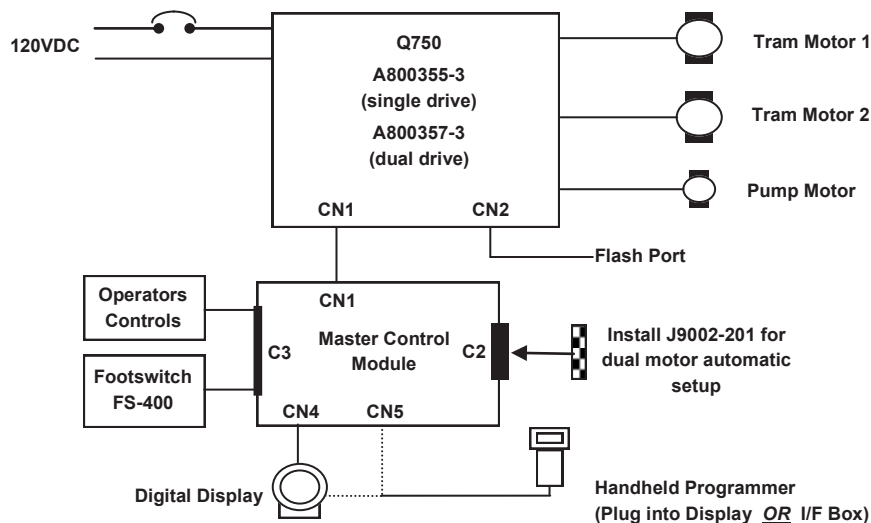 120VDC
Q750
A800355-3
(single drive)
A800357-3
(dual drive)
CN1
CN2
Tram Motor 1
Tram Motor 2
Pump Motor
Flash Port
Operators
Controls
Footswitch
FS-400
CN1
C3
Master Control
Module
C2
CN4
CN5
Install J9002-201 for
dual motor automatic
setup
Digital Display
Handheld Programmer
(Plug into Display OR I/F Box)